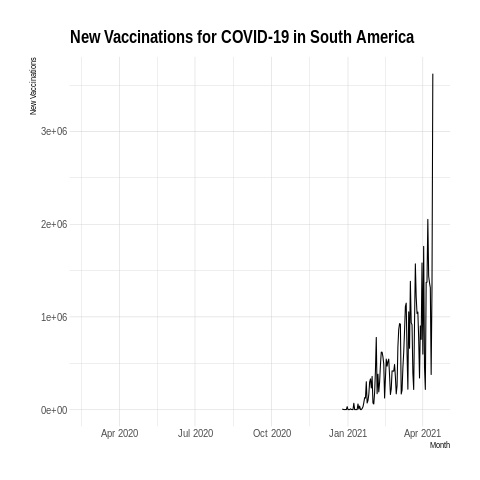 New Vaccinations for COVID-19 in South America
New Vaccinations
3e+06
2e+06
1e+06
0e+00
Apr 2020 Jul 2020 Oct 2020 Jan 2021 Apr 2021
Month